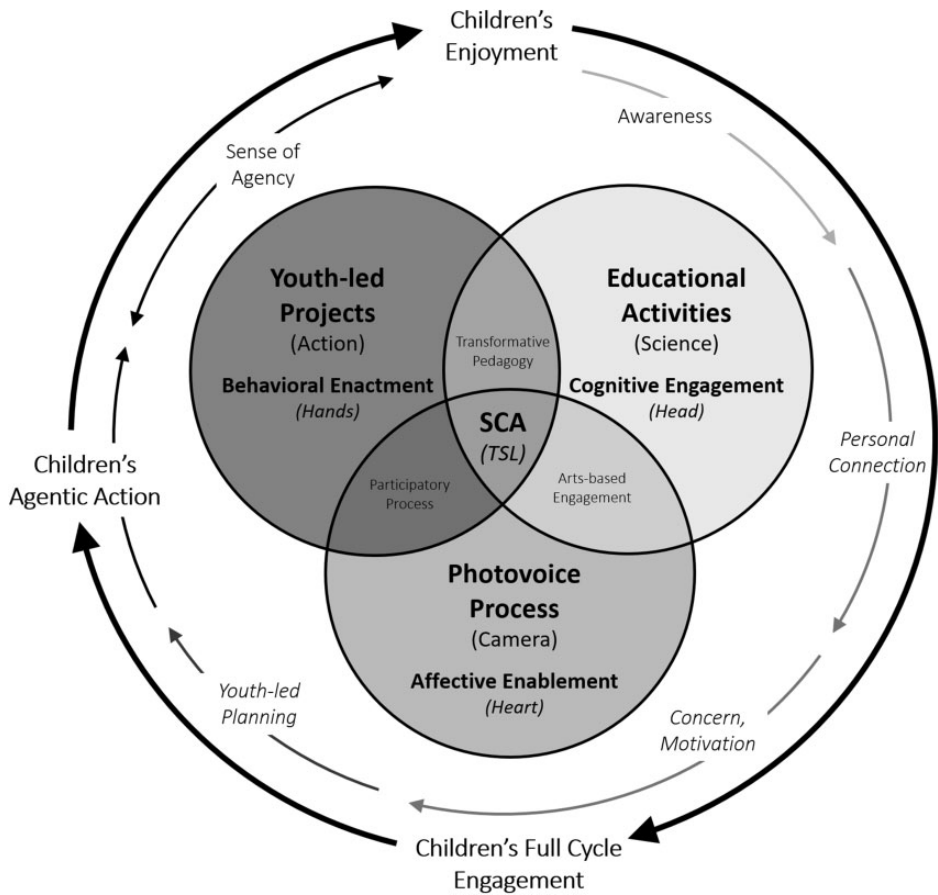 Children's
Enjoyment
Awareness
Sense of
Agency
Youth-led
Projects
(Action)
Behavioral Enactment
(Hands)
Transformative
Pedagogy
Educational
Activities
(Science)
Cognitive Engagement
(Head)
SCA
(TSL)
Personal
Connection
Children's
Agentic Action
Participatory
Process
Arts-based
Engagement
Photovoice
Process
(Camera)
Affective Enablement
(Heart)
Youth-led
Planning
Concern,
Motivation
Children's Full Cycle
Engagement